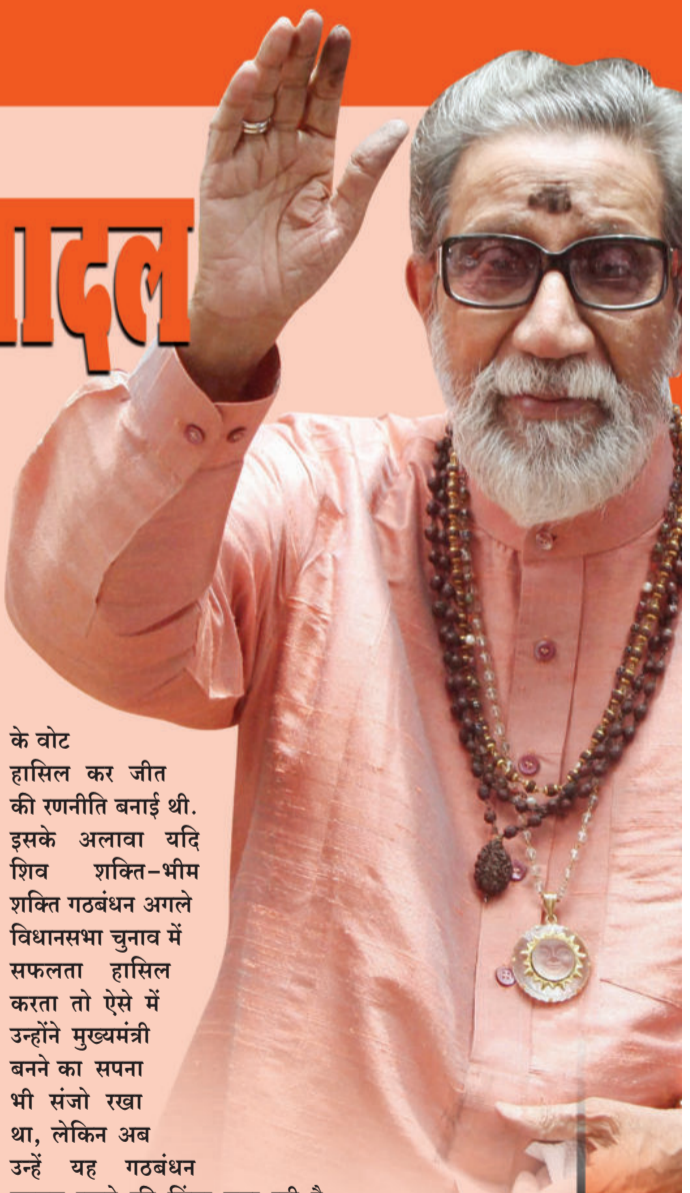 के वोट
हासिल कर जीत
की रणनीति बनाई थी.
इसके अलावा यदि
शिव शक्ति-भीम
शक्ति गठबंधन अगले
विधानसभा चुनाव में
सफलता हासिल
करता तो ऐसे में
उन्होंने मुख्यमंत्री
बनने का सपना
भी संजो रखा
था, लेकिन अब
उन्हें यह गठबंधन